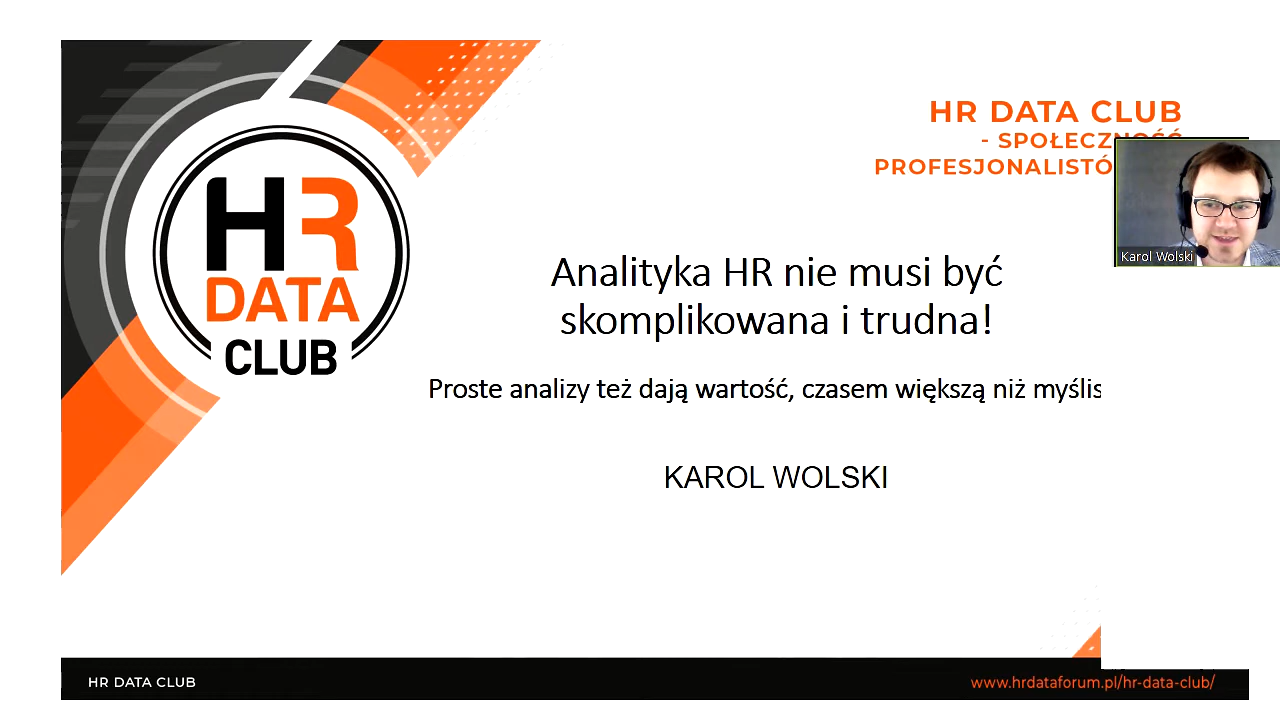 HR DATA CLUB
- SPOŁECZNOŚĆ
PROFESJONALISTÓ
HR
DATA
CLUB
Karol Wolski
Analityka HR nie musi być
skomplikowana i trudna!
Proste analizy też dają wartość, czasem większą niż myślis
KAROL WOLSKI
HR DATA CLUB
www.hrdataforum.pl/hr-data-club/